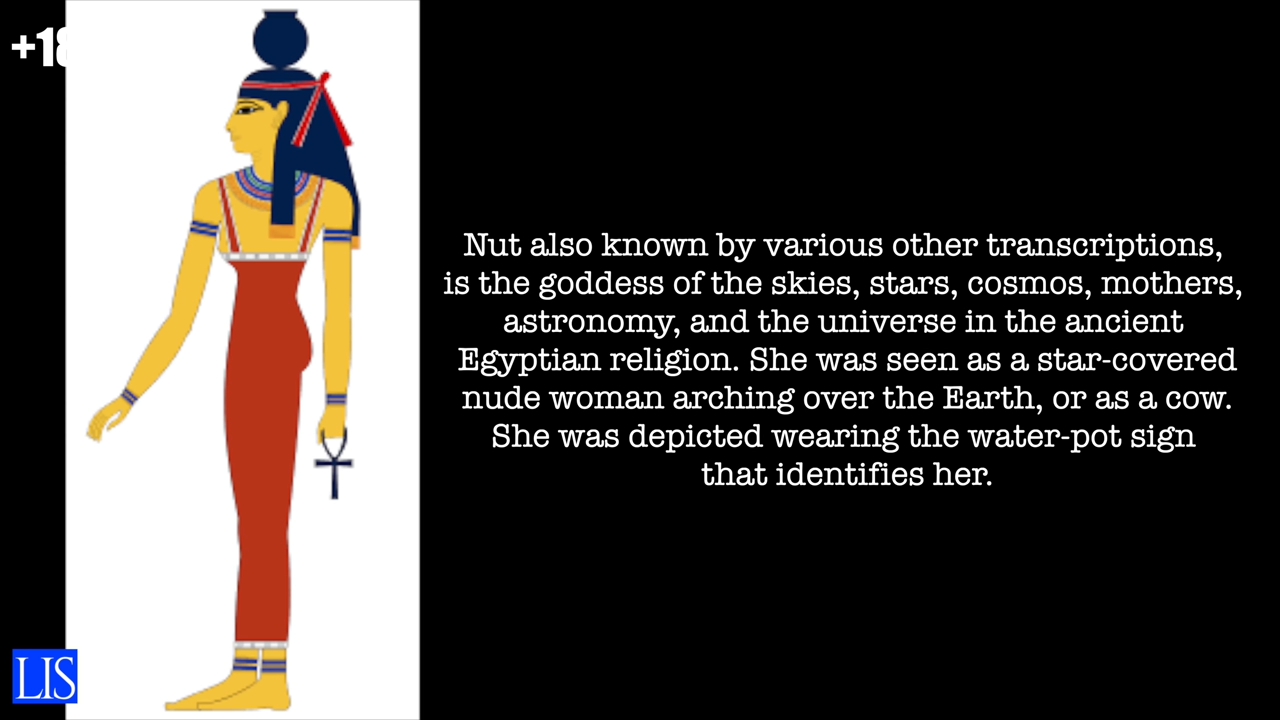 +18
Nut also known by various other transcriptions,
is the goddess of the skies, stars, cosmos, mothers,
astronomy, and the universe in the ancient
Egyptian religion. She was seen as a star-covered
nude woman arching over the Earth, or as a cow.
She was depicted wearing the water-pot sign
that identifies her.
LIS